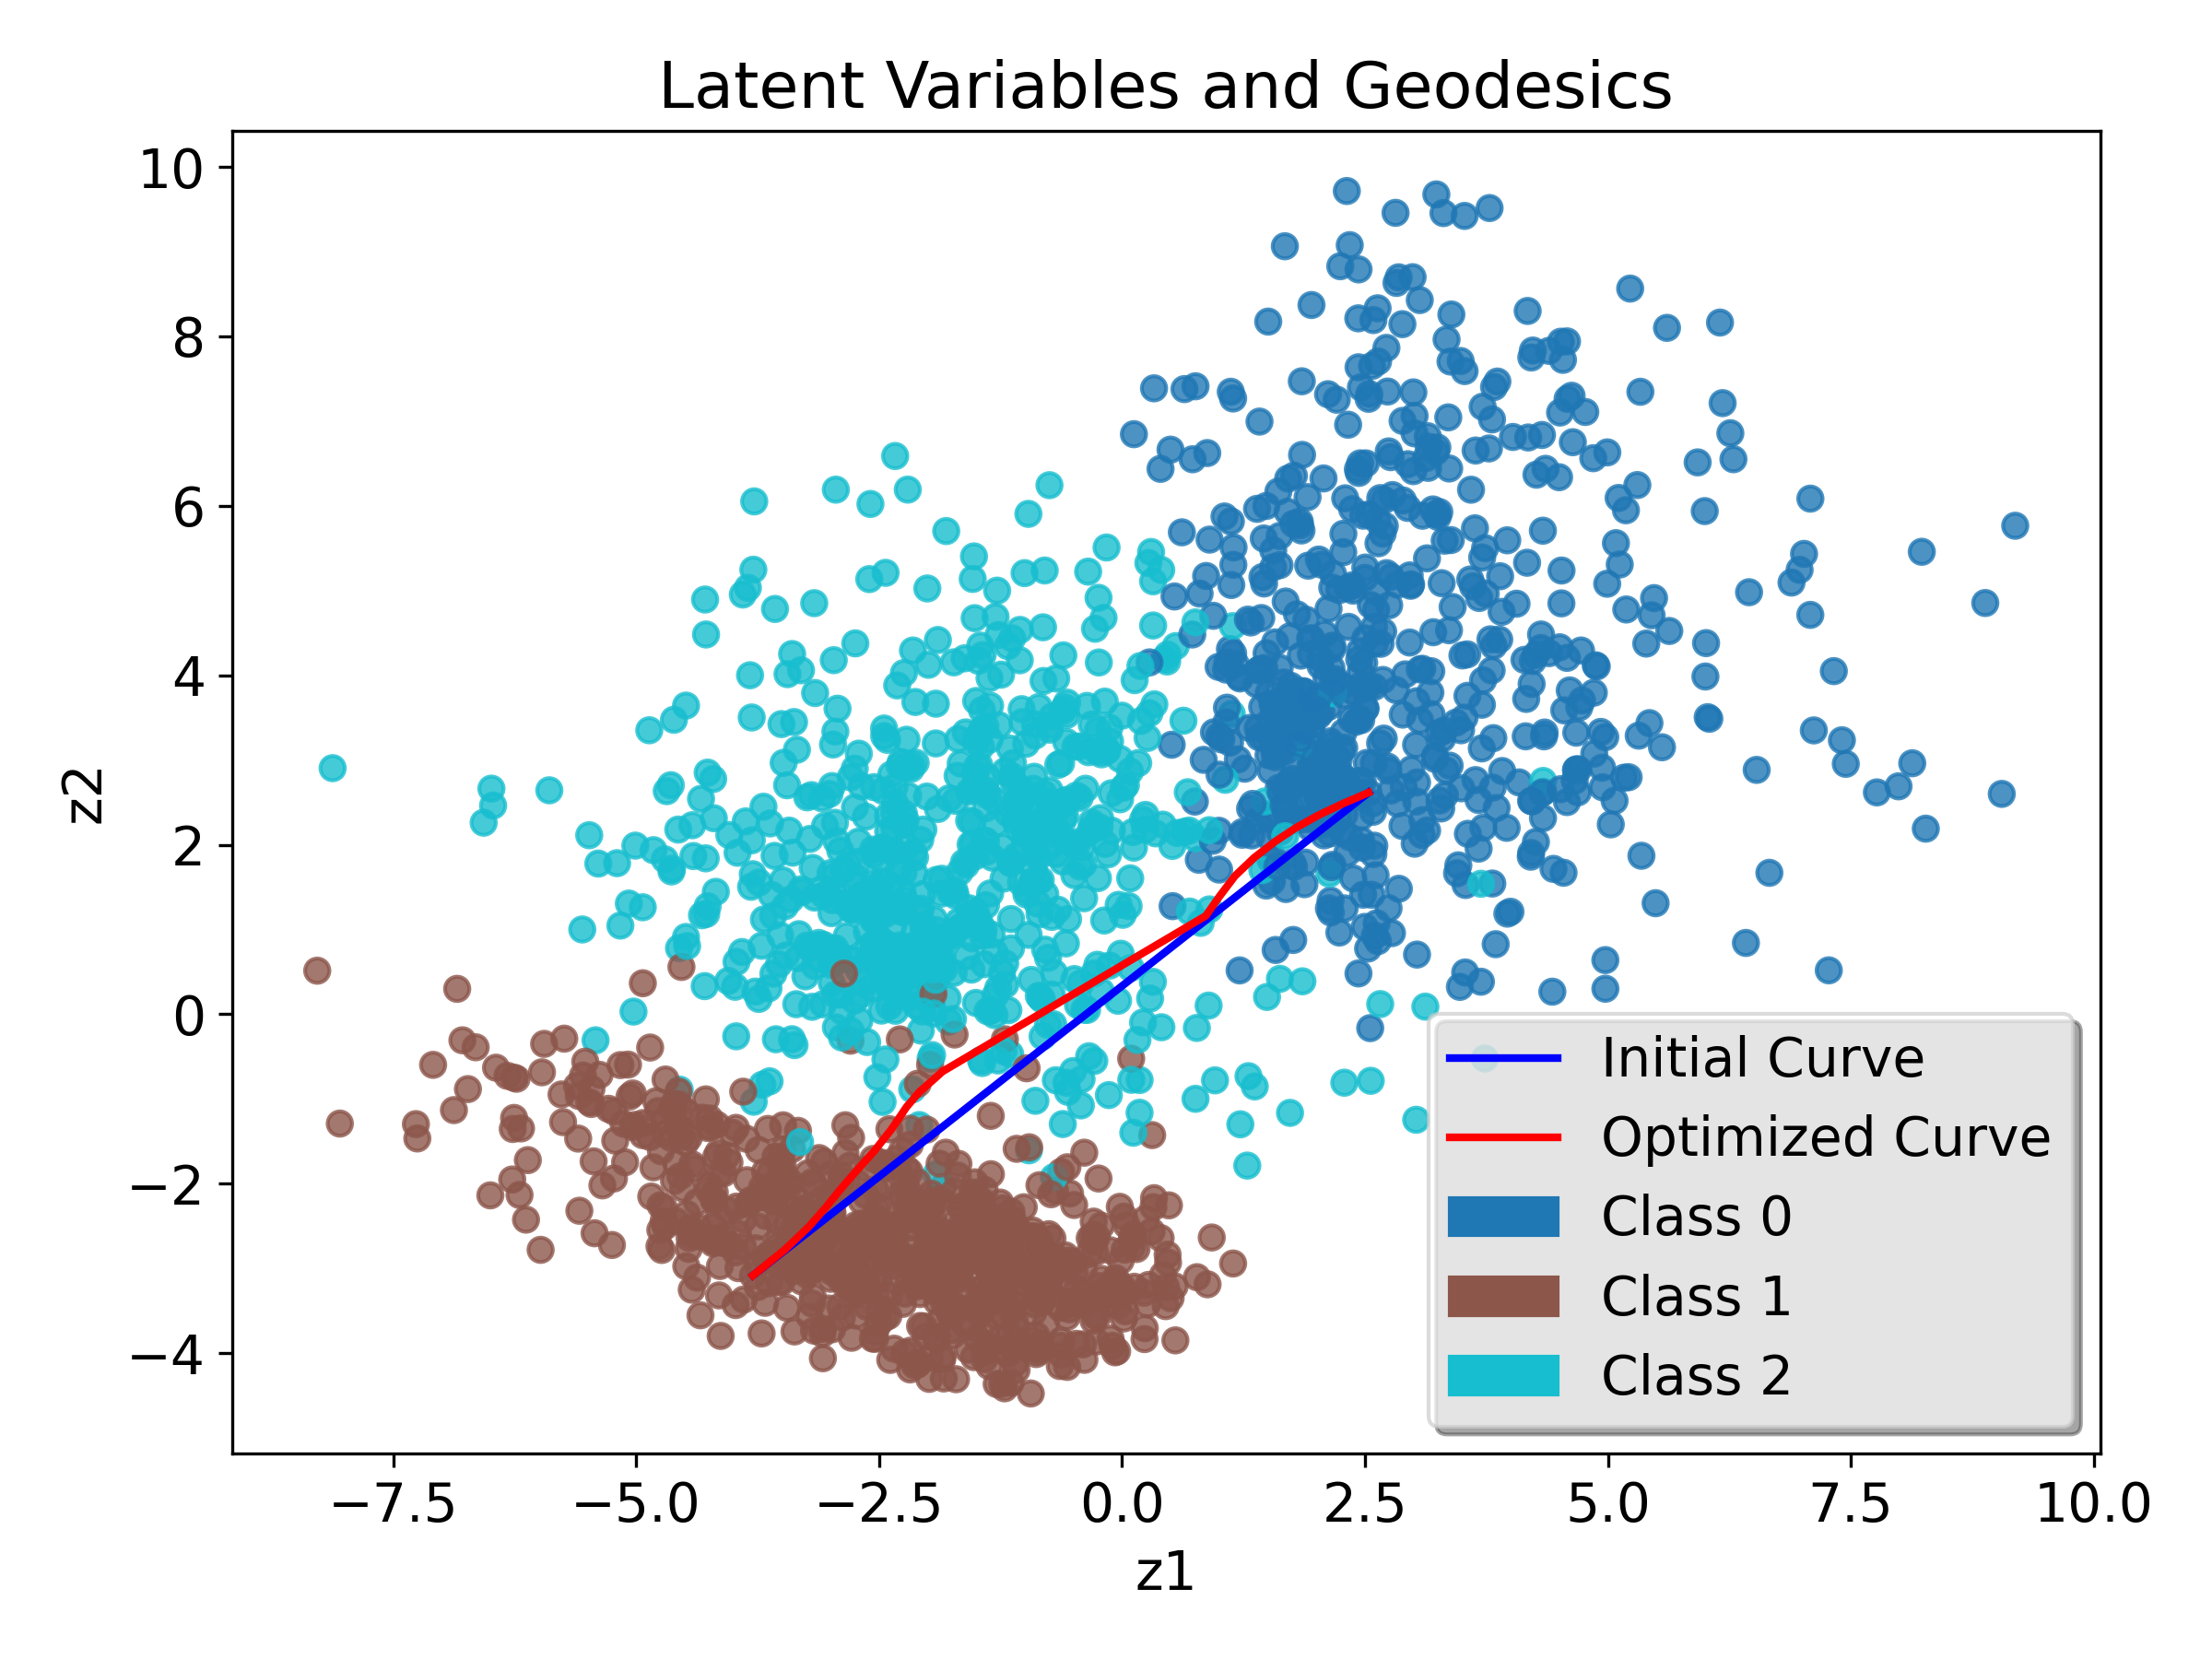 Latent Variables and Geodesics
10
8
6
4
2
0
−2
−4
z2
−7.5 −5.0 −2.5 0.0 2.5 5.0 7.5 10.0
z1
Initial Curve
Optimized Curve
Class 0
Class 1
Class 2